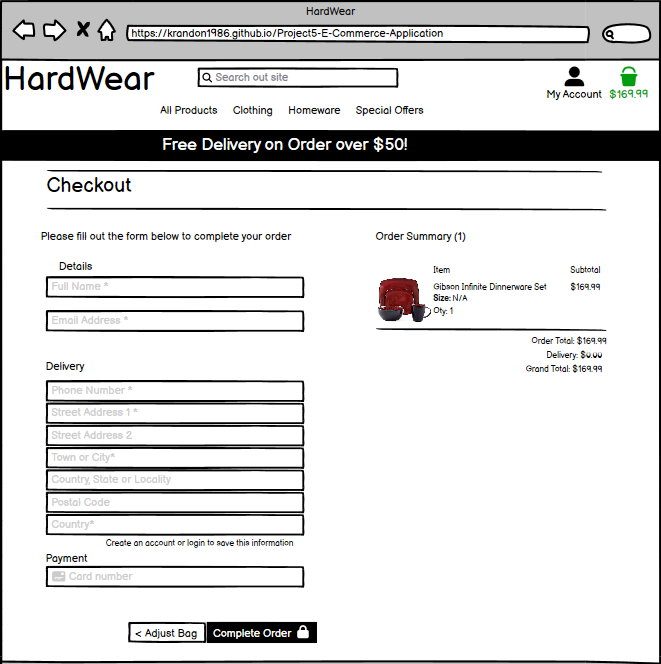 HardWear
https://krandon1986.github.io/Project5-E-Commerce-Application
HardWear
Search out site
My Account
$169.99
All Products
Clothing
Homeware
Special Offers
Free Delivery on Order over $50!
Checkout
Please fill out the form below to complete your order
Details
Full Name *
Email Address *
Delivery
Phone Number *
Street Address 1 *
Street Address 2
Town or City*
Country, State or Locality
Postal Code
Country*
Create an account or login to save this information
Payment
Card number
< Adjust Bag
Complete Order
Order Summary (1)
Item
Subtotal
Gibson Infinite Dinnerware Set
$169.99
Size: N/A
Qty: 1
Order Total: $169.99
Delivery: $0.00
Grand Total: $169.99